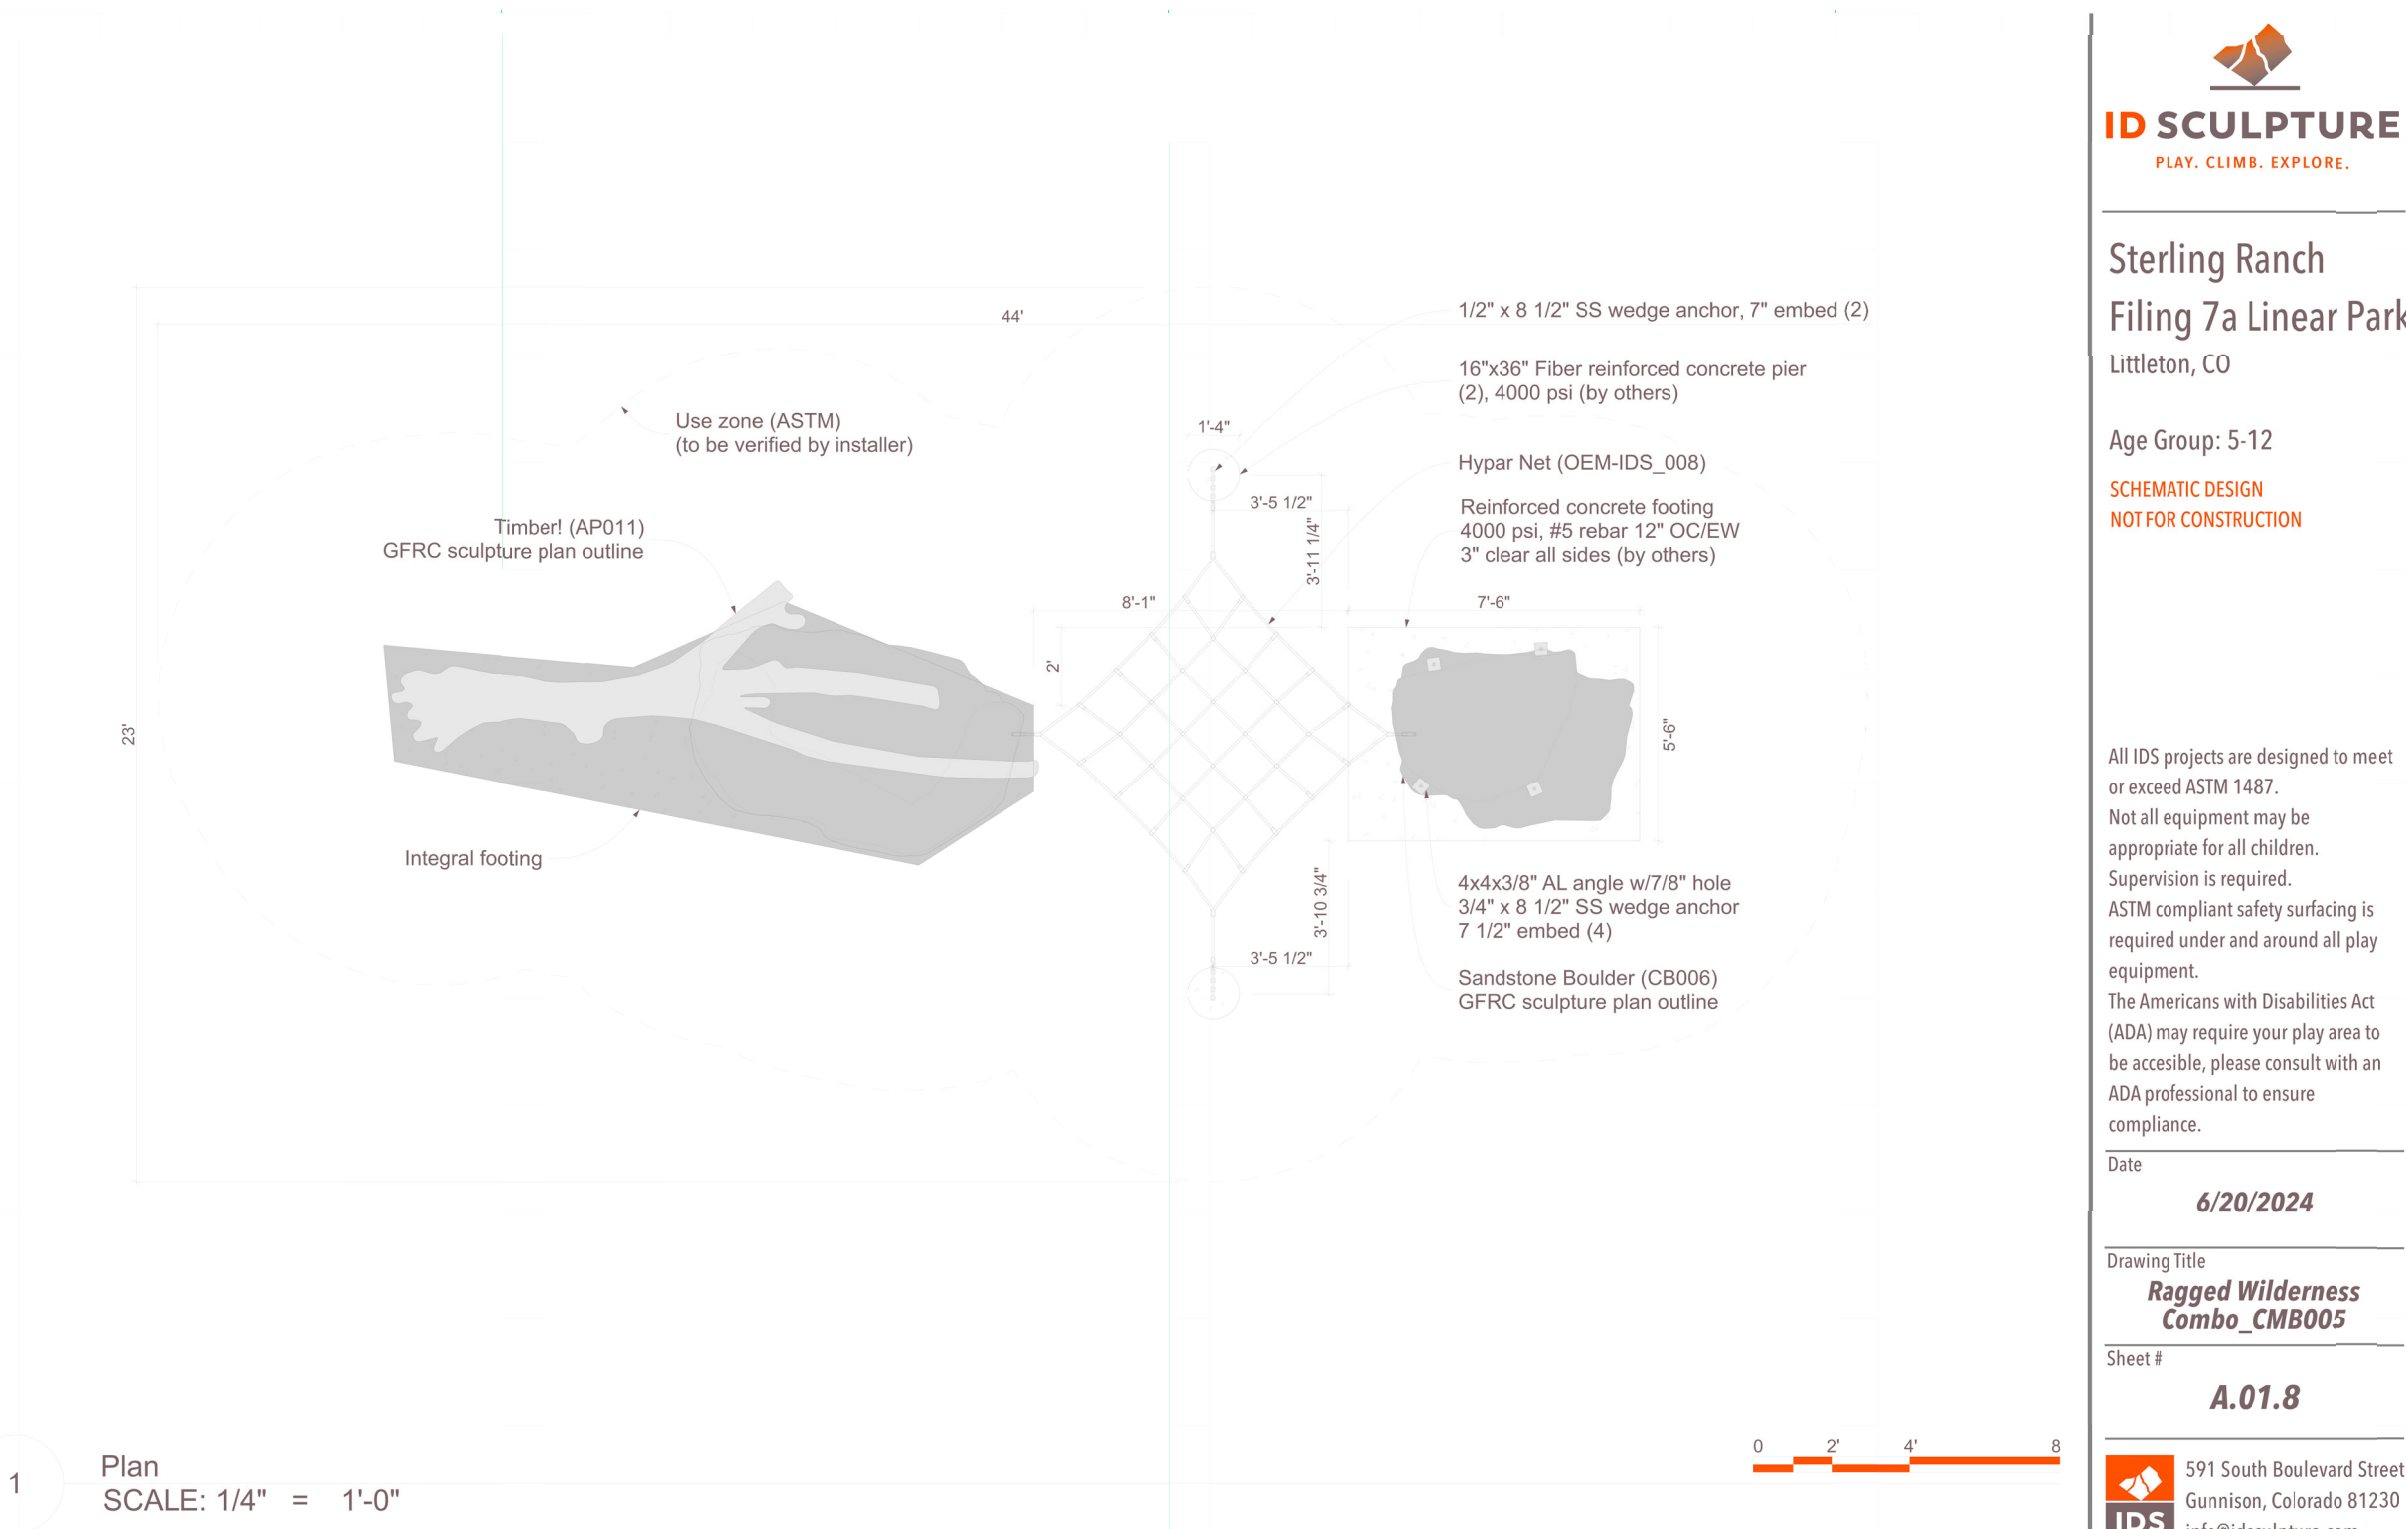 44'
1/2" x 8 1/2" SS wedge anchor, 7" embed (2)
16"x36" Fiber reinforced concrete pier
(2), 4000 psi (by others)
Use zone (ASTM)
(to be verified by installer)
1'-4"
Hypar Net (OEM-IDS_008)
3'-5 1/2"
3'-11 1/4"
Reinforced concrete footing
4000 psi, #5 rebar 12" OC/EW
3" clear all sides (by others)
Timber! (AP011)
GFRC sculpture plan outline
8'-1"
7'-6"
2'
23'
5'-6"
Integral footing
3'-10 3/4"
3'-5 1/2"
4x4x3/8" AL angle w/7/8" hole
3/4" x 8 1/2" SS wedge anchor
7 1/2" embed (4)
Sandstone Boulder (CB006)
GFRC sculpture plan outline
1
Plan
SCALE: 1/4" = 1'-0"
0 2' 4' 8
ID SCULPTURE
PLAY. CLIMB. EXPLORE.
Sterling Ranch
Filing 7a Linear Park
Littleton, CO
Age Group: 5-12
SCHEMATIC DESIGN
NOT FOR CONSTRUCTION
All IDS projects are designed to meet
or exceed ASTM 1487.
Not all equipment may be
appropriate for all children.
Supervision is required.
ASTM compliant safety surfacing is
required under and around all play
equipment.
The Americans with Disabilities Act
(ADA) may require your play area to
be accesible, please consult with an
ADA professional to ensure
compliance.
Date
6/20/2024
Drawing Title
Ragged Wilderness
Combo_CMB005
Sheet #
A.01.8
IDS
591 South Boulevard Street
Gunnison, Colorado 81230